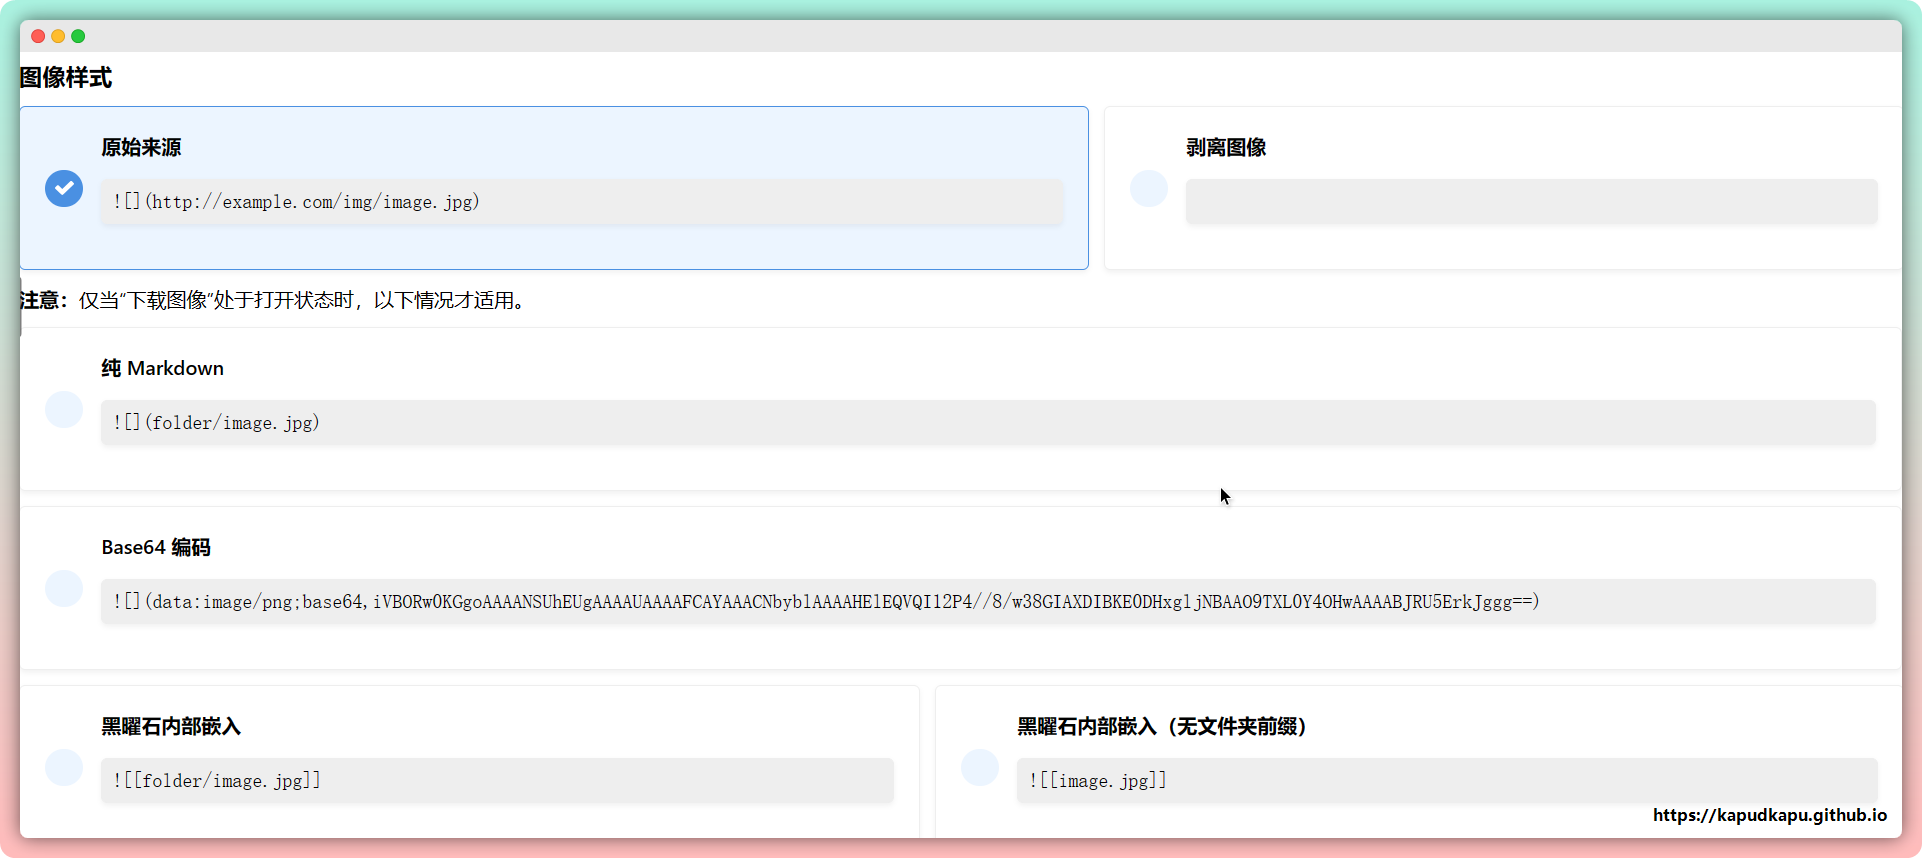 图像样式
原始来源
![](http://example.com/img/image.jpg)
剥离图像
注意：仅当“下载图像”处于打开状态时，以下情况才适用。
纯 Markdown
![](folder/image.jpg)
Base64 编码
![](data:image/png;base64,iVBORw0KGgoAAAANSUhEUgAAAAUAAAAFCAYAAACNbyblAAAAHElEQVQI12P4//8/w38GIAXDIBKE0DHxgljNBAAO9TXL0Y4OHwAAAABJRU5ErkJggg==)
黑曜石内部嵌入
![[folder/image.jpg]]
黑曜石内部嵌入（无文件夹前缀）
![[image.jpg]]
https://kapudkapu.github.io